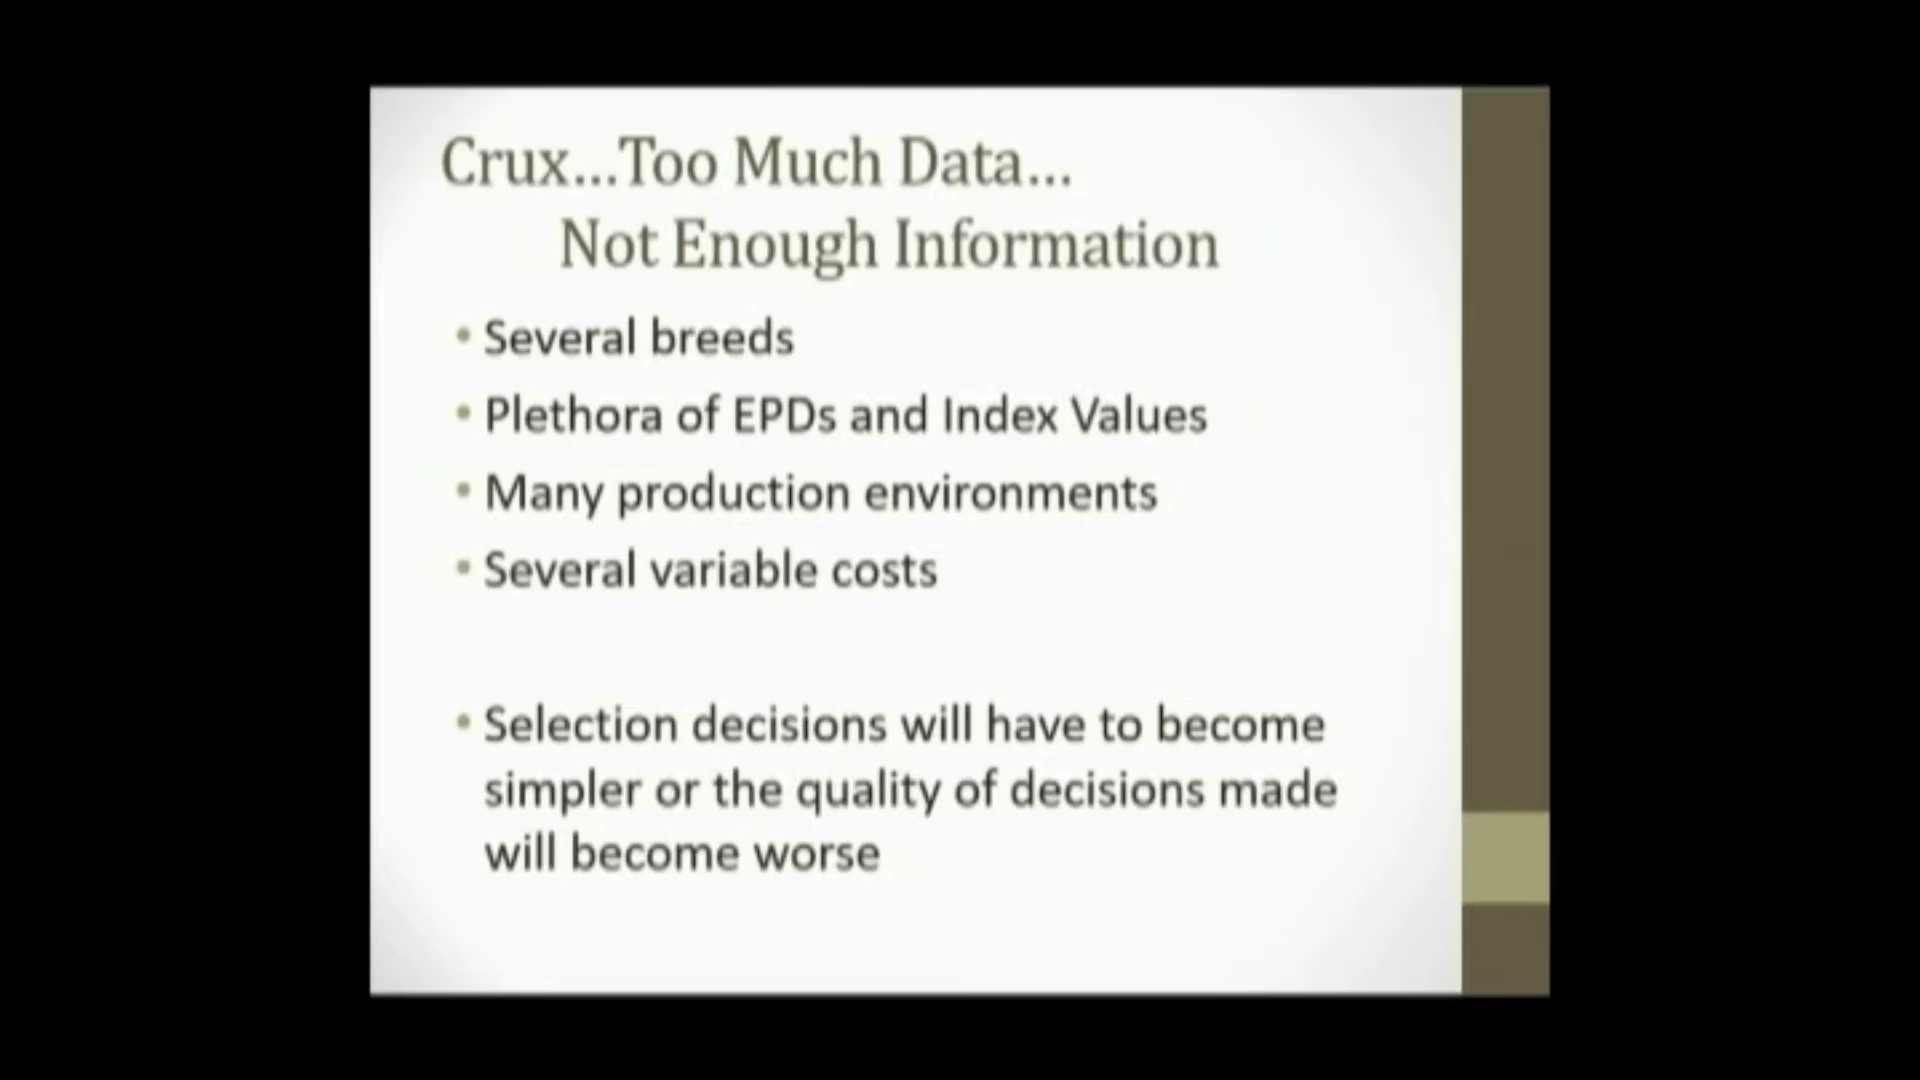 Crux...Too Much Data...
Not Enough Information
• Several breeds
• Plethora of EPDs and Index Values
• Many production environments
• Several variable costs
• Selection decisions will have to become
simpler or the quality of decisions made
will become worse